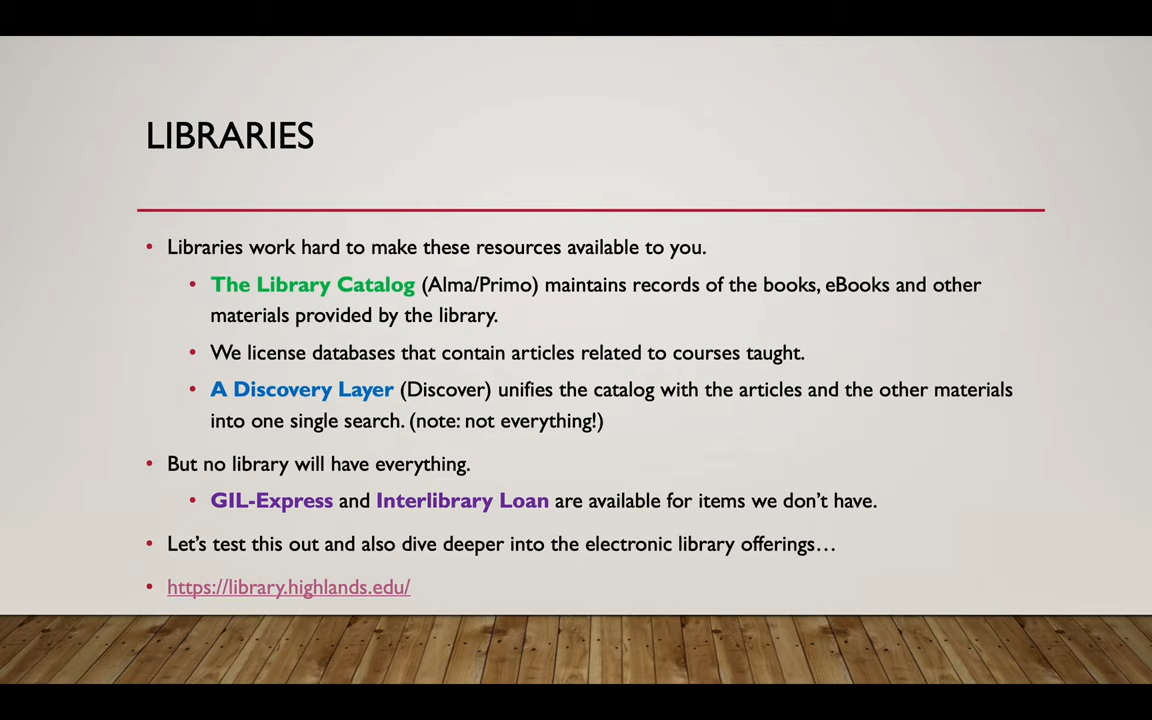 LIBRARIES
Libraries work hard to make these resources available to you.
The Library Catalog (Alma/Primo) maintains records of the books, eBooks and other
materials provided by the library.
We license databases that contain articles related to courses taught.
A Discovery Layer (Discover) unifies the catalog with the articles and the other materials
into one single search. (note: not everything!)
But no library will have everything.
GIL-Express and Interlibrary Loan are available for items we don’t have.
Let’s test this out and also dive deeper into the electronic library offerings…
https://library.highlands.edu/